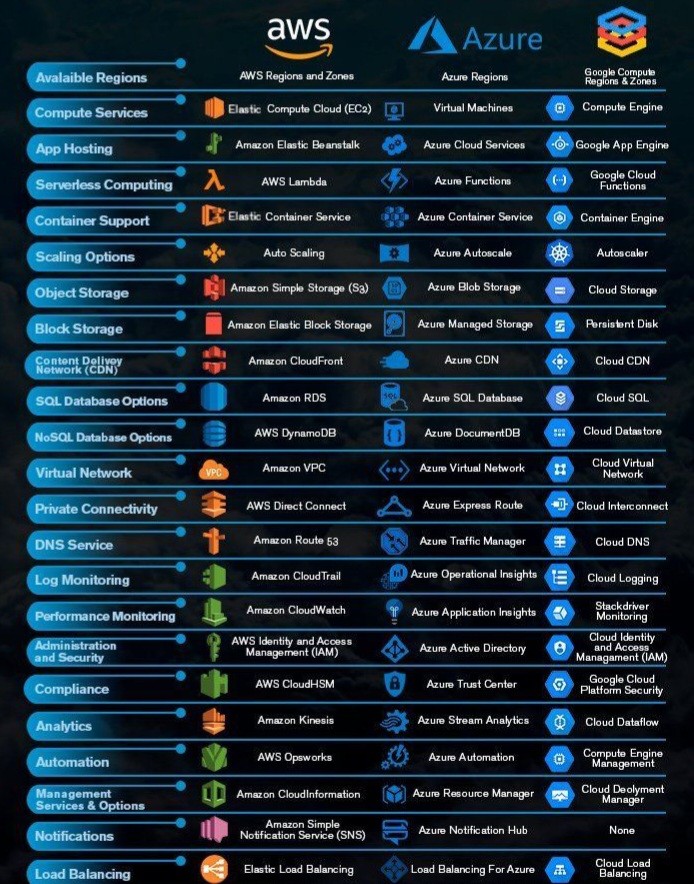 aws
Azure
Avalaible Regions
AWS Regions and Zones
Azure Regions
Google Compute
Regions & Zones
Compute Services
Elastic Compute Cloud (EC2)
Virtual Machines
Compute Engine
App Hosting
Amazon Elastic Beanstalk
Azure Cloud Services
Google App Engine
Serverless Computing
AWS Lambda
Azure Functions
Google Cloud
Functions
Container Support
Elastic Container Service
Azure Container Service
Container Engine
Scaling Options
Auto Scaling
Azure Autoscale
Autoscaler
Object Storage
Amazon Simple Storage (S3)
Azure Blob Storage
Cloud Storage
Block Storage
Amazon Elastic Block Storage
Azure Managed Storage
Persistent Disk
Content Delivey
Network (CDN)
Amazon CloudFront
Azure CDN
Cloud CDN
SQL Database Options
Amazon RDS
SQL
Azure SQL Database
Cloud SQL
NoSQL Database Options
AWS DynamoDB
Azure DocumentDB
Cloud Datastore
Virtual Network
VPC
Amazon VPC
Azure Virtual Network
Cloud Virtual
Network
Private Connectivity
AWS Direct Connect
Azure Express Route
Cloud Interconnect
DNS Service
Amazon Route 53
Azure Traffic Manager
Cloud DNS
Log Monitoring
Amazon CloudTrail
Azure Operational Insights
Cloud Logging
Performance Monitoring
Amazon CloudWatch
Azure Application Insights
Stackdriver
Monitoring
Administration
and Security
AWS Identity and Access
Management (IAM)
Azure Active Directory
Cloud Identity
and Access
Managament (IAM)
Compliance
AWS CloudHSM
Azure Trust Center
Google Cloud
Platform Security
Analytics
Amazon Kinesis
Azure Stream Analytics
Cloud Dataflow
Automation
AWS Opsworks
Azure Automation
Compute Engine
Management
Management
Services & Options
Amazon CloudInformation
Azure Resource Manager
Cloud Deolyment
Manager
Notifications
Amazon Simple
Notification Service (SNS)
Azure Notification Hub
None
Load Balancing
Elastic Load Balancing
Load Balancing For Azure
Cloud Load
Balancing